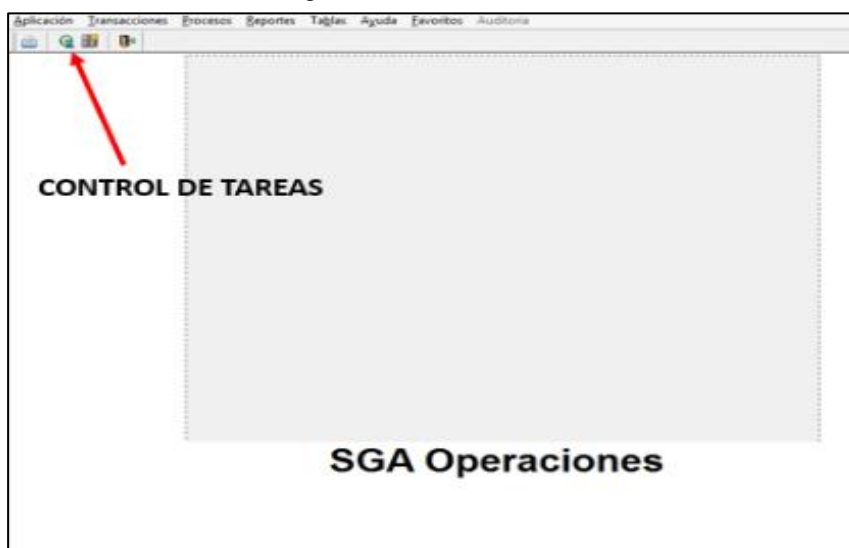 Aplicación Transacciones Procesos Reportes Tablas Ayuda Favoritos Auditoria
CONTROL DE TAREAS
SGA Operaciones